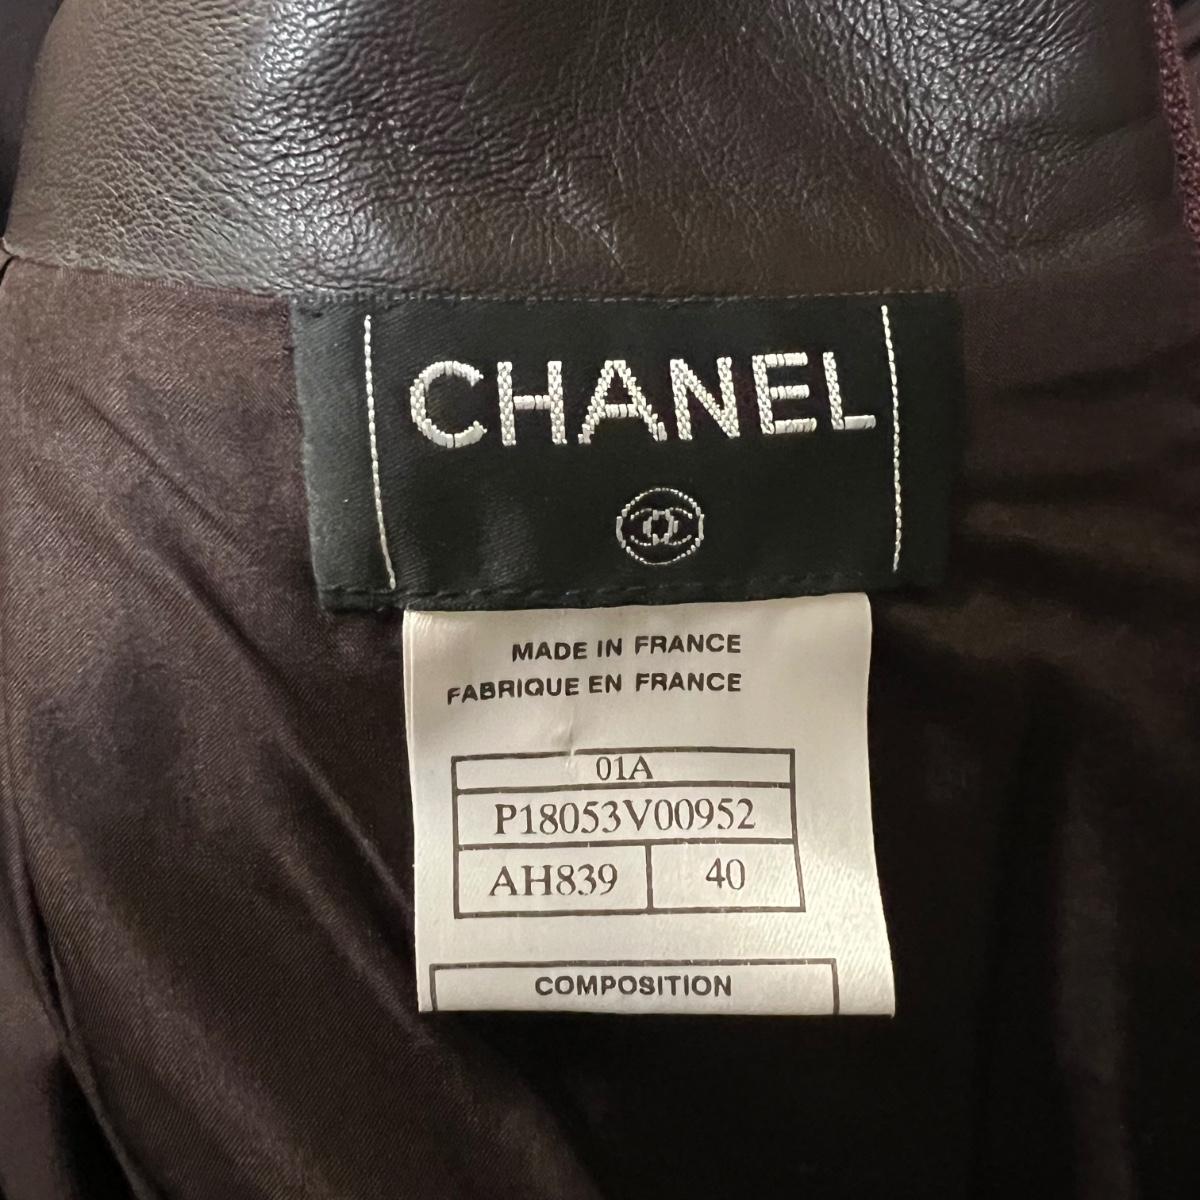 CHANEL
MADE IN FRANCE
FABRIQUE EN FRANCE
01A
P18053V00952
AH839 40
COMPOSITION